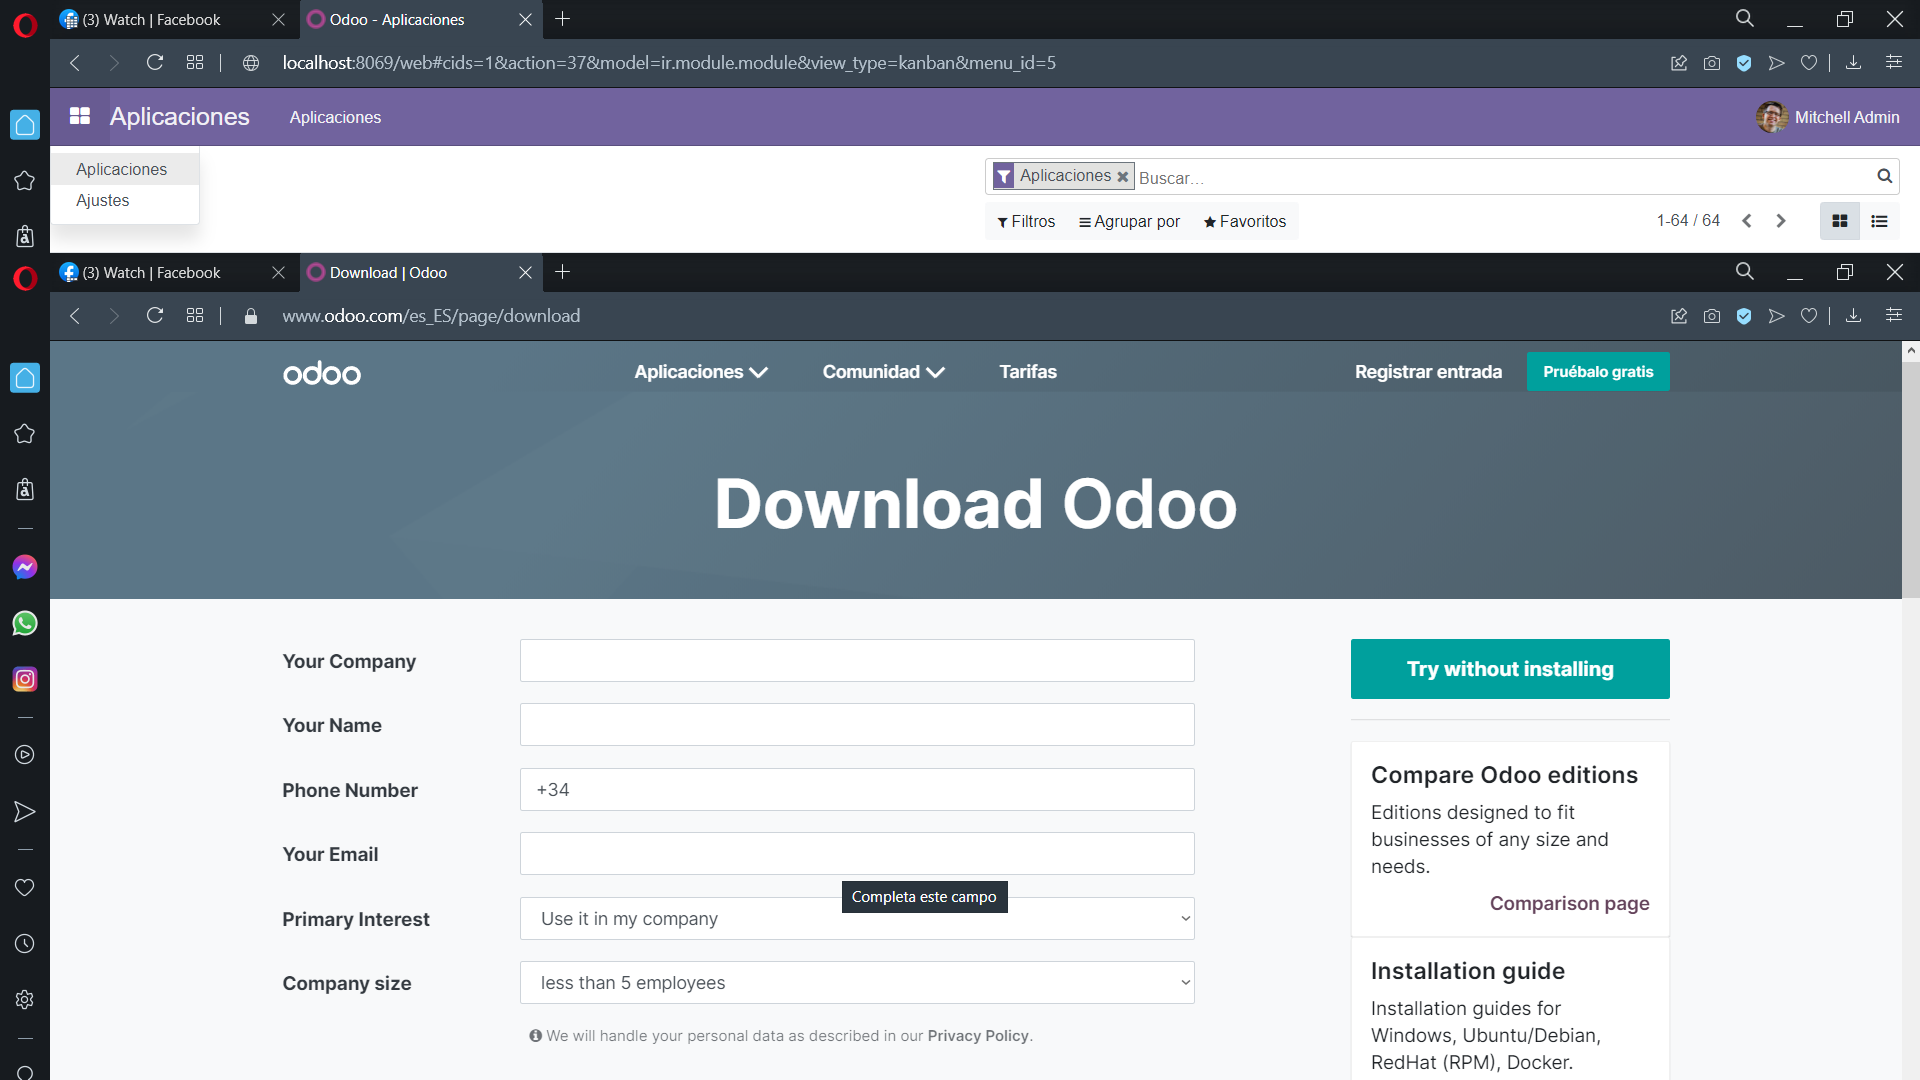 (3) Watch | Facebook
Odoo - Aplicaciones
localhost:8069/web#cids=1&action=37&model=ir.module.module&view_type=kanban&menu_id=5
Aplicaciones
Aplicaciones
Mitchell Admin
Aplicaciones
Ajustes
Aplicaciones
Buscar...
Filtros
Agrupar por
Favoritos
1-64 / 64
(3) Watch | Facebook
Download | Odoo
www.odoo.com/es_ES/page/download
odoo
Aplicaciones
Comunidad
Tarifas
Registrar entrada
Pruébalo gratis
Download Odoo
Your Company
Your Name
Phone Number
+34
Your Email
Completa este campo
Primary Interest
Use it in my company
Company size
less than 5 employees
We will handle your personal data as described in our Privacy Policy.
Try without installing
Compare Odoo editions
Editions designed to fit
businesses of any size and
needs.
Comparison page
Installation guide
Installation guides for
Windows, Ubuntu/Debian,
RedHat (RPM), Docker.